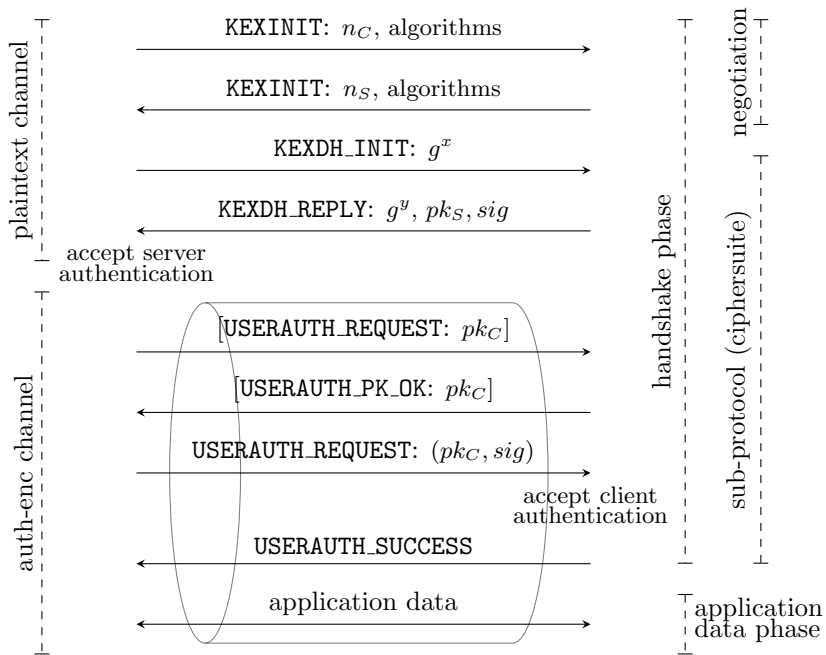 KEXINIT: n_C, algorithms
KEXINIT: n_S, algorithms
KEXDH_INIT: g^x
KEXDH_REPLY: g^y, pk_S, sig
accept server
authentication
[USERAUTH_REQUEST: pk_C]
[USERAUTH_PK_OK: pk_C]
USERAUTH_REQUEST: (pk_C, sig)
accept client
authentication
USERAUTH_SUCCESS
application data
plaintext channel
auth-enc channel
handshake phase
negotiation
sub-protocol (ciphersuite)
application
data phase